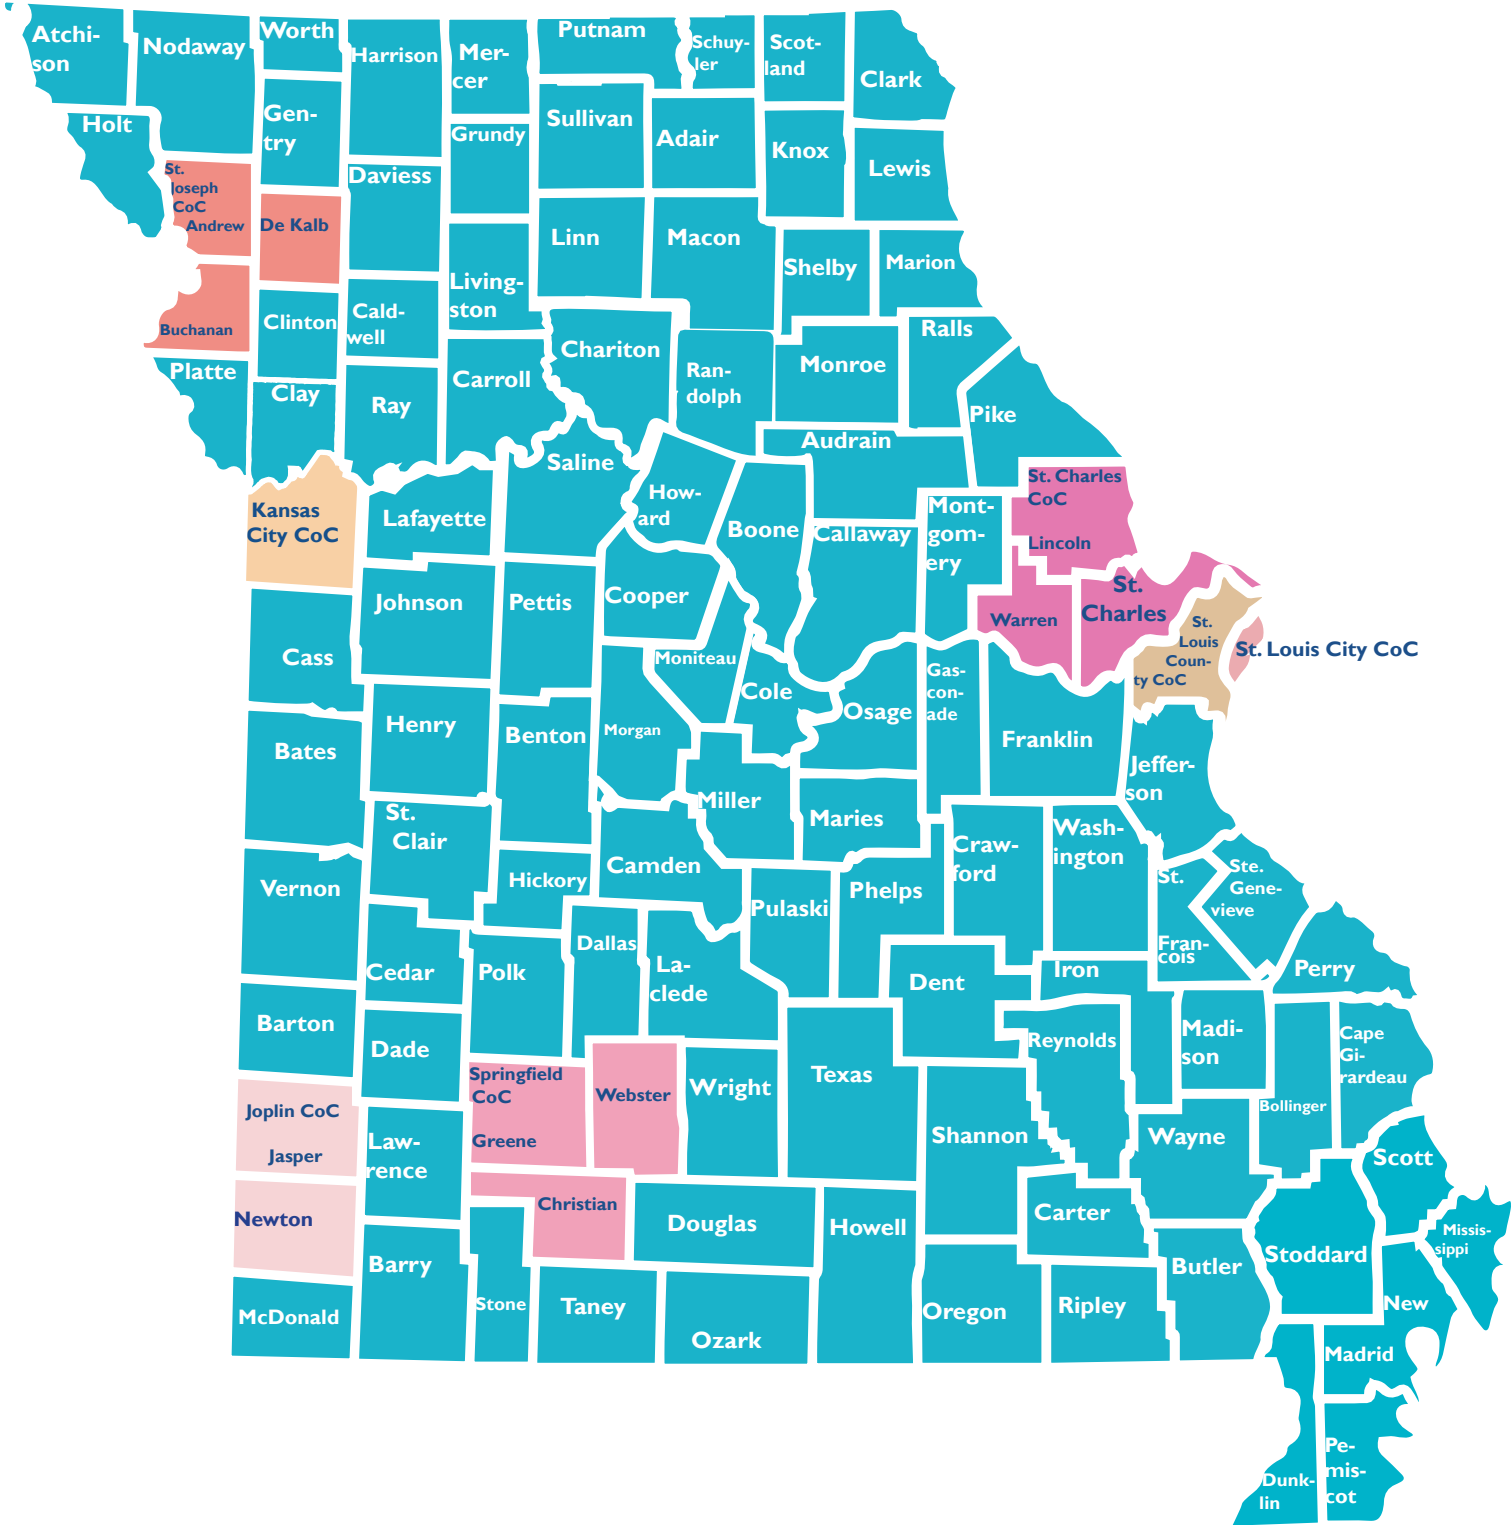 Atchi-
son
Nodaway
Worth
Harrison
Mer-
cer
Putnam
Schuy-
ler
Scot-
land
Clark
Holt
Gen-
try
Grundy
Sullivan
Adair
Knox
Lewis
St.
Joseph
CoC
Andrew
De Kalb
Daviess
Living-
ston
Linn
Macon
Shelby
Marion
Buchanan
Clinton
Cald-
well
Chariton
Ran-
dolph
Monroe
Ralls
Platte
Clay
Ray
Carroll
Pike
Audrain
Saline
Kansas
City CoC
Lafayette
How-
ard
Boone
Callaway
Mont-
gom-
ery
St. Charles
CoC
Lincoln
Johnson
Pettis
Cooper
Warren
St.
Charles
St.
Louis
Coun-
ty CoC
St. Louis City CoC
Cass
Moniteau
Cole
Osage
Gas-
con-
ade
Franklin
Jeffer-
son
Bates
Henry
Benton
Morgan
Miller
Maries
St.
Clair
Camden
Craw-
ford
Wash-
ington
Vernon
Hickory
Pulaski
Phelps
St.
Fran-
cois
Ste.
Gene-
vieve
Perry
Cedar
Polk
Dallas
La-
clede
Dent
Iron
Barton
Dade
Texas
Reynolds
Madi-
son
Cape
Gi-
rardeau
Bollinger
Joplin CoC
Jasper
Springfield
CoC
Greene
Webster
Wright
Law-
rence
Shannon
Wayne
Scott
Newton
Christian
Douglas
Howell
Carter
Missis-
sippi
Barry
Stoddard
Butler
McDonald
Stone
Taney
Ozark
Oregon
Ripley
New
Madrid
Dunk-
lin
Pe-
mis-
cot